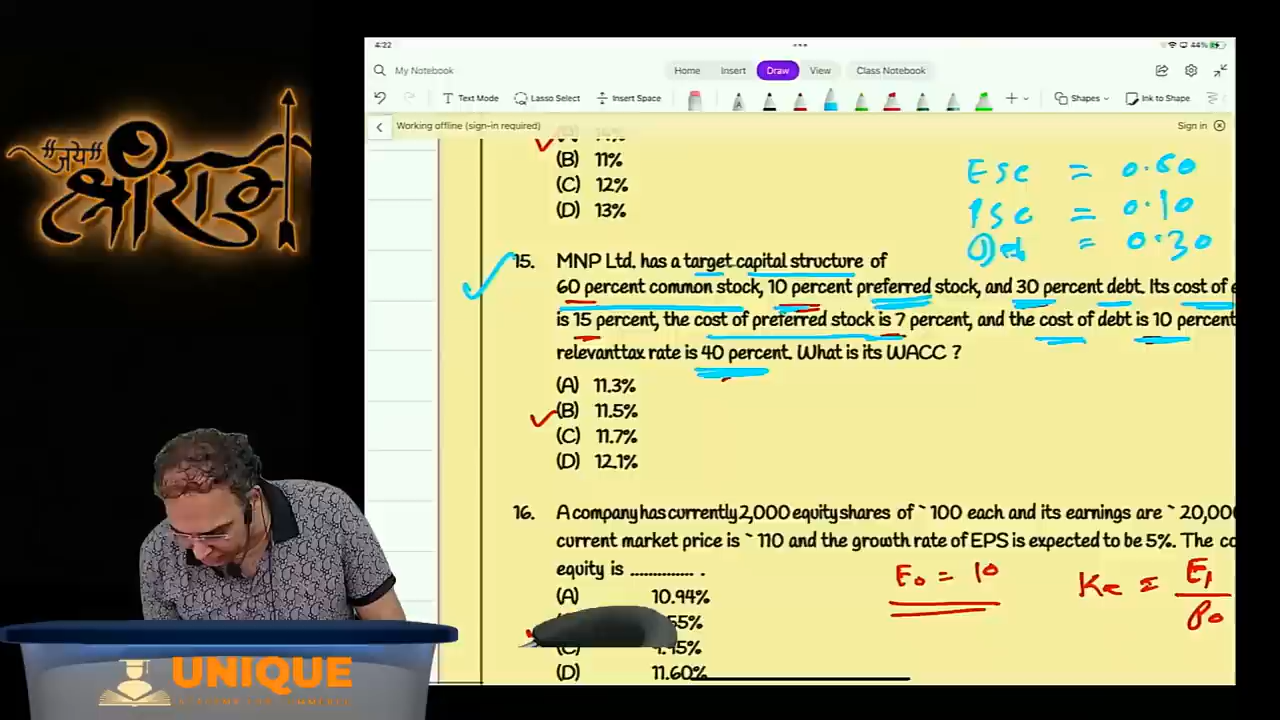 4:22
44%
My Notebook
Home Insert Draw View Class Notebook
Text Mode Lasso Select Insert Space Shapes Ink to Shape
Working offline (sign-in required) Sign in
"जय"
श्री राम
(B) 11%
(C) 12%
(D) 13%
ESC = 0.60
PSC = 0.10
= 0.30
15. MNP Ltd. has a target capital structure of
60 percent common stock, 10 percent preferred stock, and 30 percent debt. Its cost of
is 15 percent, the cost of preferred stock is 7 percent, and the cost of debt is 10 percent
relevanttax rate is 40 percent. What is its WACC ?
(A) 11.3%
(B) 11.5%
(C) 11.7%
(D) 12.1%
16. A company has currently 2,000 equity shares of ` 100 each and its earnings are ` 20,00
current market price is ` 110 and the growth rate of EPS is expected to be 5%. The
equity is .............. .
E0 = 10
Ke = E1
P0
(A) 10.94%
55%
(D) 11.60%
UNIQUE